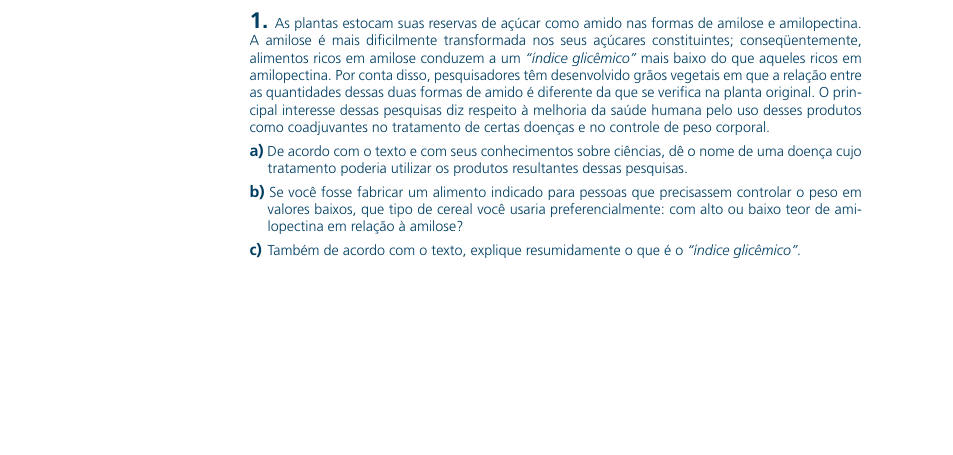 1. As plantas estocam suas reservas de açúcar como amido nas formas de amilose e amilopectina.
A amilose é mais dificilmente transformada nos seus açúcares constituintes; conseqüentemente,
alimentos ricos em amilose conduzem a um “índice glicêmico” mais baixo do que aqueles ricos em
amilopectina. Por conta disso, pesquisadores têm desenvolvido grãos vegetais em que a relação entre
as quantidades dessas duas formas de amido é diferente da que se verifica na planta original. O prin-
cipal interesse dessas pesquisas diz respeito à melhoria da saúde humana pelo uso desses produtos
como coadjuvantes no tratamento de certas doenças e no controle de peso corporal.
a) De acordo com o texto e com seus conhecimentos sobre ciências, dê o nome de uma doença cujo
tratamento poderia utilizar os produtos resultantes dessas pesquisas.
b) Se você fosse fabricar um alimento indicado para pessoas que precisassem controlar o peso em
valores baixos, que tipo de cereal você usaria preferencialmente: com alto ou baixo teor de ami-
lopectina em relação à amilose?
c) Também de acordo com o texto, explique resumidamente o que é o “índice glicêmico”.